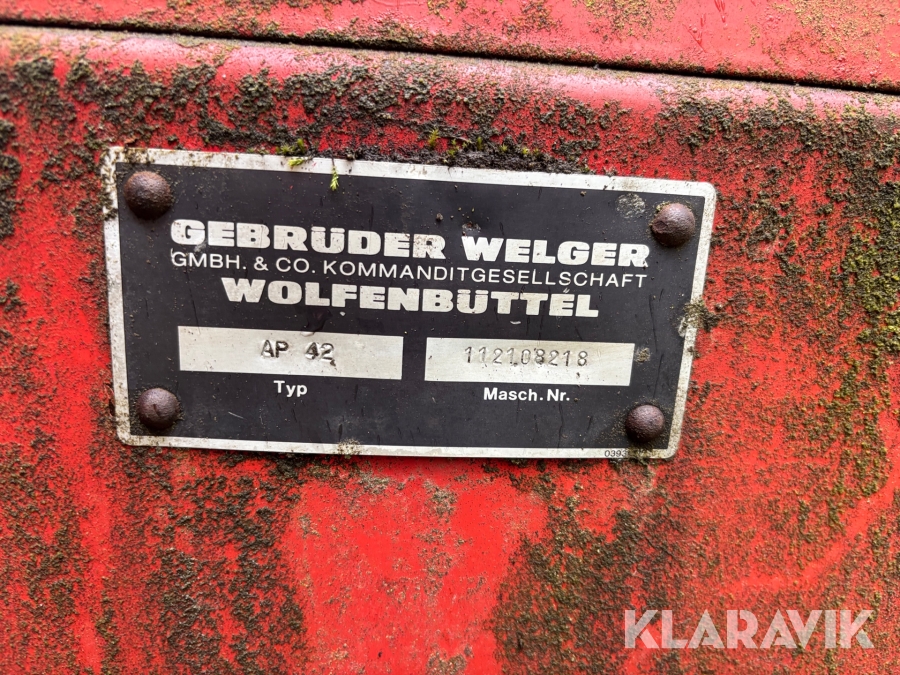 GEBRÜDER WELGER
GMBH. & CO. KOMMANDITGESELLSCHAFT
WOLFENBÜTTEL
AP 42
112108218
Typ
Masch.Nr.
KLARAVIK